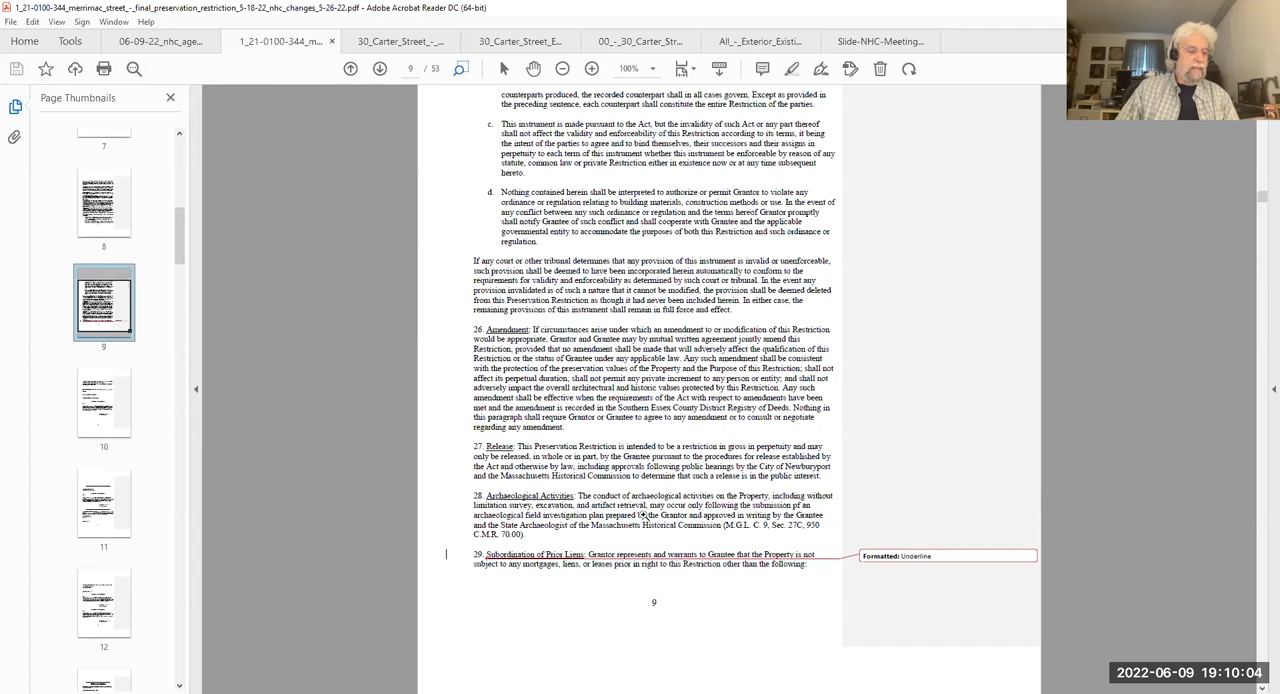 1_21-0100-344_merrimac_street_-_final_preservation_restriction_5-18-22_nhc_changes_5-26-22.pdf - Adobe Acrobat Reader DC (64-bit)
File Edit View Sign Window Help
Home Tools 06-09-22_nhc_age... 1_21-0100-344_m... × 30_Carter_Street_-_... 30_Carter_Street_E... 00_-_30_Carter_Str... All_-_Exterior_Existi... Slide-NHC-Meeting...
9 / 53 100%
Page Thumbnails
7
8
9
10
11
12
counterparts produced, the recorded counterpart shall in all cases govern. Except as provided in
the preceding sentence, each counterpart shall constitute the entire Restriction of the parties.
c. This instrument is made pursuant to the Act, but the invalidity of such Act or any part thereof
shall not affect the validity and enforceability of this Restriction according to its terms, it being
the intent of the parties to agree and to bind themselves, their successors and their assigns in
perpetuity to each term of this instrument whether this instrument be enforceable by reason of any
statute, common law or private Restriction either in existence now or at any time subsequent
hereto.
d. Nothing contained herein shall be interpreted to authorize or permit Grantor to violate any
ordinance or regulation relating to building materials, construction methods or use. In the event of
any conflict between any such ordinance or regulation and the terms hereof Grantor promptly
shall notify Grantee of such conflict and shall cooperate with Grantee and the applicable
governmental entity to accommodate the purposes of both this Restriction and such ordinance or
regulation.
If any court or other tribunal determines that any provision of this instrument is invalid or unenforceable,
such provision shall be deemed to have been incorporated herein automatically to conform to the
requirements for validity and enforceability as determined by such court or tribunal. In the event any
provision invalidated is of such a nature that it cannot be modified, the provision shall be deemed deleted
from this Preservation Restriction as though it had never been included herein. In either case, the
remaining provisions of this instrument shall remain in full force and effect.
26. Amendment: If circumstances arise under which an amendment to or modification of this Restriction
would be appropriate, Grantor and Grantee may by mutual written agreement jointly amend this
Restriction, provided that no amendment shall be made that will adversely affect the qualification of this
Restriction or the status of Grantee under any applicable law. Any such amendment shall be consistent
with the protection of the preservation values of the Property and the Purpose of this Restriction; shall not
affect its perpetual duration; shall not permit any private increment to any person or entity; and shall not
adversely impact the overall architectural and historic values protected by this Restriction. Any such
amendment shall be effective when the requirements of the Act with respect to amendments have been
met and the amendment is recorded in the Southern Essex County District Registry of Deeds. Nothing in
this paragraph shall require Grantor or Grantee to agree to any amendment or to consult or negotiate
regarding any amendment.
27. Release: This Preservation Restriction is intended to be a restriction in gross in perpetuity and may
only be released, in whole or in part, by the Grantee pursuant to the procedures for release established by
the Act and otherwise by law, including approvals following public hearings by the City of Newburyport
and the Massachusetts Historical Commission to determine that such a release is in the public interest.
28. Archaeological Activities: The conduct of archaeological activities on the Property, including without
limitation survey, excavation, and artifact retrieval, may occur only following the submission of an
archaeological field investigation plan prepared by the Grantor and approved in writing by the Grantee
and the State Archaeologist of the Massachusetts Historical Commission (M.G.L. C. 9, Sec. 27C, 950
C.M.R. 70.00).
29. Subordination of Prior Liens: Grantor represents and warrants to Grantee that the Property is not
subject to any mortgages, liens, or leases prior in right to this Restriction other than the following:
Formatted: Underline
9
2022-06-09 19:10:04